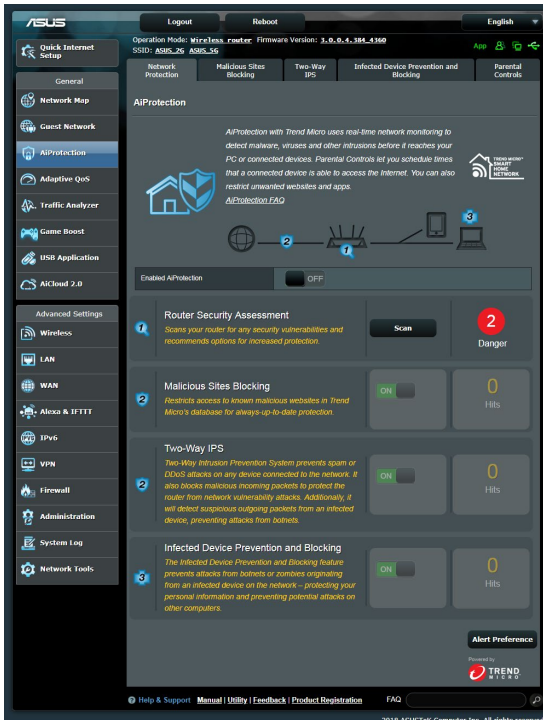 ASUS
Logout
Reboot
English
Quick Internet
Setup
General
Network Map
Guest Network
AiProtection
Adaptive QoS
Traffic Analyzer
Game Boost
USB Application
AiCloud 2.0
Advanced Settings
Wireless
LAN
WAN
Alexa & IFTTT
IPv6
VPN
Firewall
Administration
System Log
Network Tools
Operation Mode: Wireless router Firmware Version: 3.0.0.4.384_4360
SSID: ASUS_2G ASUS_5G
App
Network
Protection
Malicious Sites
Blocking
Two-Way
IPS
Infected Device Prevention and
Blocking
Parental
Controls
AiProtection
AiProtection with Trend Micro uses real-time network monitoring to
detect malware, viruses and other intrusions before it reaches your
PC or connected devices. Parental Controls let you schedule times
that a connected device is able to access the Internet. You can also
restrict unwanted websites and apps.
AiProtection FAQ
TREND MICRO
SMART
HOME
NETWORK
2
1
3
Enabled AiProtection
OFF
1
Router Security Assessment
Scans your router for any security vulnerabilities and
recommends options for increased protection.
Scan
2
Danger
2
Malicious Sites Blocking
Restricts access to known malicious websites in Trend
Micro's database for always-up-to-date protection.
ON
0
Hits
2
Two-Way IPS
Two-Way Intrusion Prevention System prevents spam or
DDoS attacks on any device connected to the network. It
also blocks malicious incoming packets to protect the
router from network vulnerability attacks. Additionally, it
will detect suspicious outgoing packets from an infected
device, preventing attacks from botnets.
ON
0
Hits
3
Infected Device Prevention and Blocking
The Infected Device Prevention and Blocking feature
prevents attacks from botnets or zombies originating
from an infected device on the network – protecting your
personal information and preventing potential attacks on
other computers.
ON
0
Hits
Alert Preference
Powered by
TREND
MICRO
Help & Support
Manual | Utility | Feedback | Product Registration
FAQ
2018 ASUSTeK Computer Inc. All rights